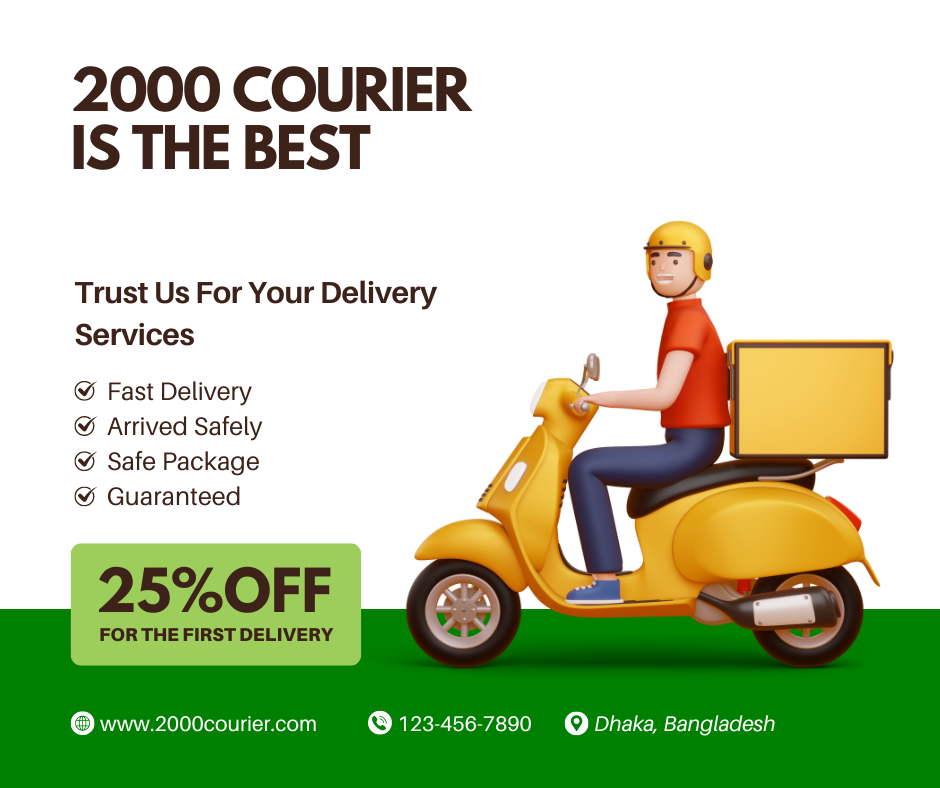 2000 COURIER
IS THE BEST
Trust Us For Your Delivery
Services
Fast Delivery
Arrived Safely
Safe Package
Guaranteed
25%OFF
FOR THE FIRST DELIVERY
www.2000courier.com
123-456-7890
Dhaka, Bangladesh